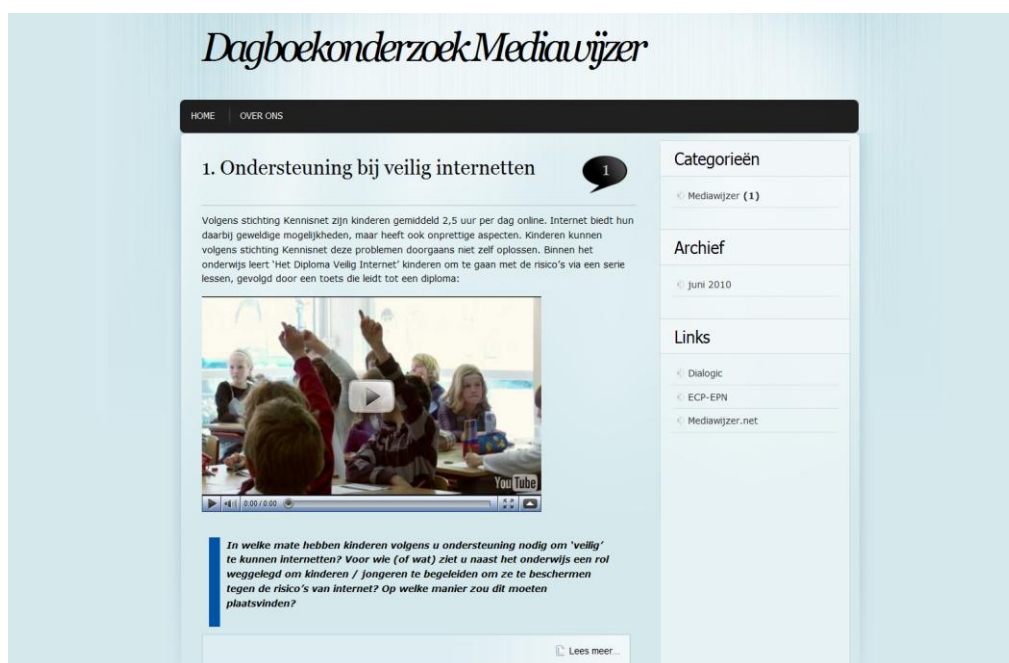 Dagboekonderzoek Mediawijzer
HOME
OVER ONS
1. Ondersteuning bij veilig internetten
1
Volgens stichting Kennisnet zijn kinderen gemiddeld 2,5 uur per dag online. Internet biedt hun
daarbij geweldige mogelijkheden, maar heeft ook onprettige aspecten. Kinderen kunnen
volgens stichting Kennisnet deze problemen doorgaans niet zelf oplossen. Binnen het
onderwijs leert 'Het Diploma Veilig Internet' kinderen om te gaan met de risico's via een serie
lessen, gevolgd door een toets die leidt tot een diploma:
YouTube
0:00 / 0:00
In welke mate hebben kinderen volgens u ondersteuning nodig om 'veilig'
te kunnen internetten? Voor wie (of wat) ziet u naast het onderwijs een rol
weggelegd om kinderen / jongeren te begeleiden om ze te beschermen
tegen de risico's van internet? Op welke manier zou dit moeten
plaatsvinden?
Lees meer...
Categorieën
Mediawijzer (1)
Archief
juni 2010
Links
Dialogic
ECP-EPN
Mediawijzer.net